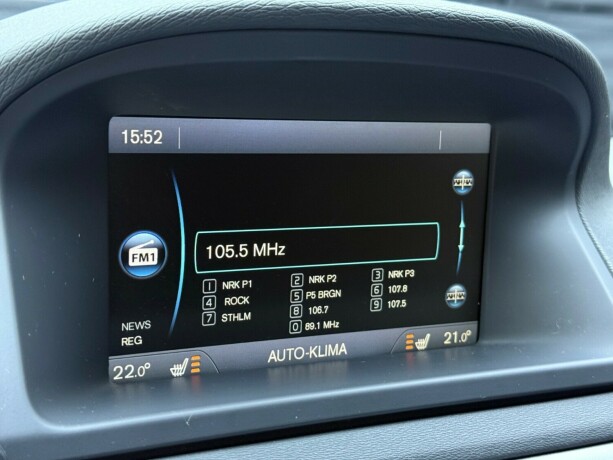 15:52
FM1
105.5 MHz
1 NRK P1 2 NRK P2 3 NRK P3
4 ROCK 5 P5 BRGN 6 107.8
7 STHLM 8 106.7 9 107.5
0 89.1 MHz
NEWS
REG
22.0° AUTO-KLIMA 21.0°